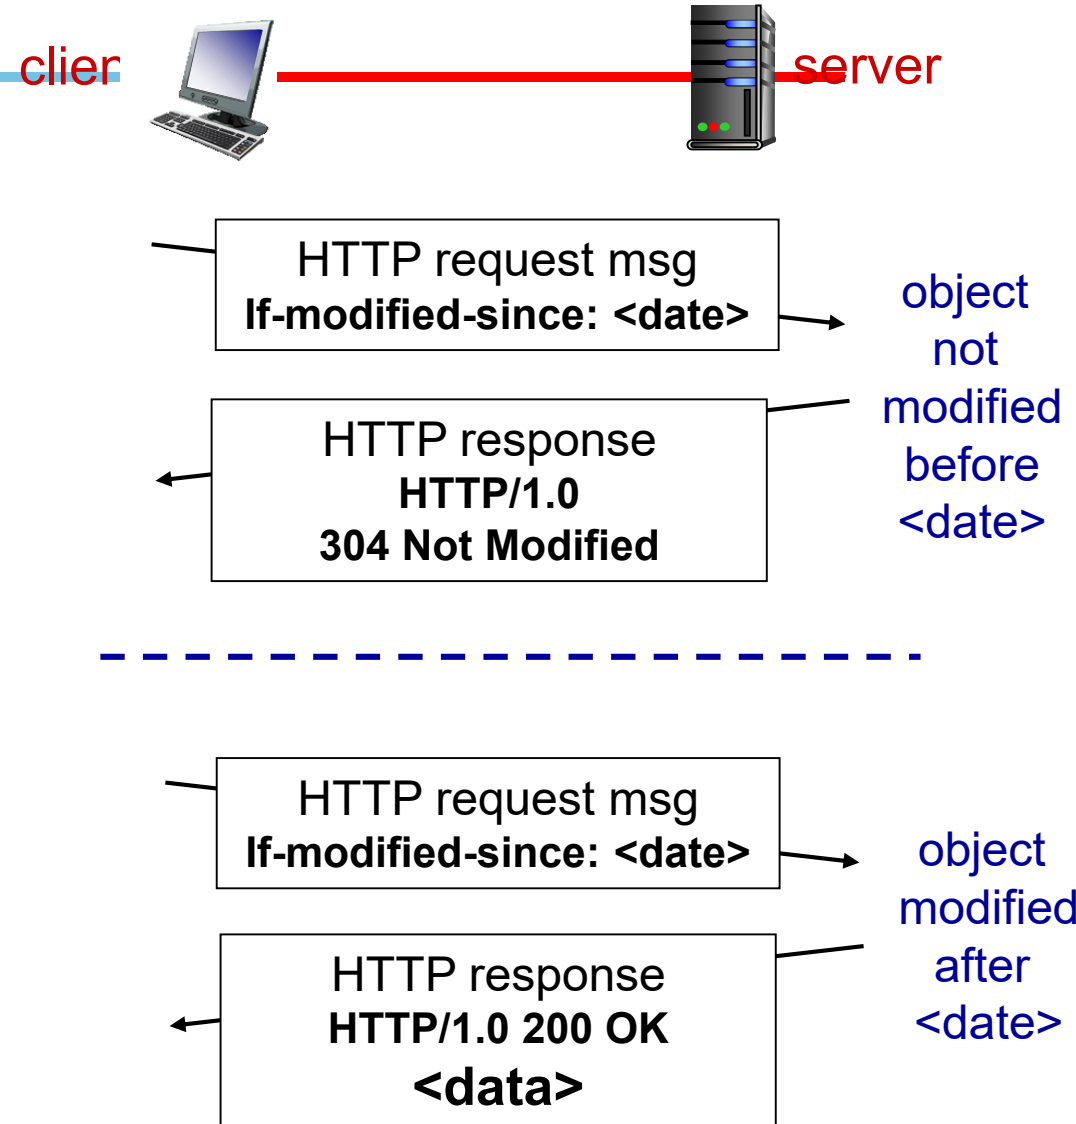 clien
server
HTTP request msg
If-modified-since: <date>
object
not
modified
before
<date>
HTTP response
HTTP/1.0
304 Not Modified
HTTP request msg
If-modified-since: <date>
object
modified
after
<date>
HTTP response
HTTP/1.0 200 OK
<data>